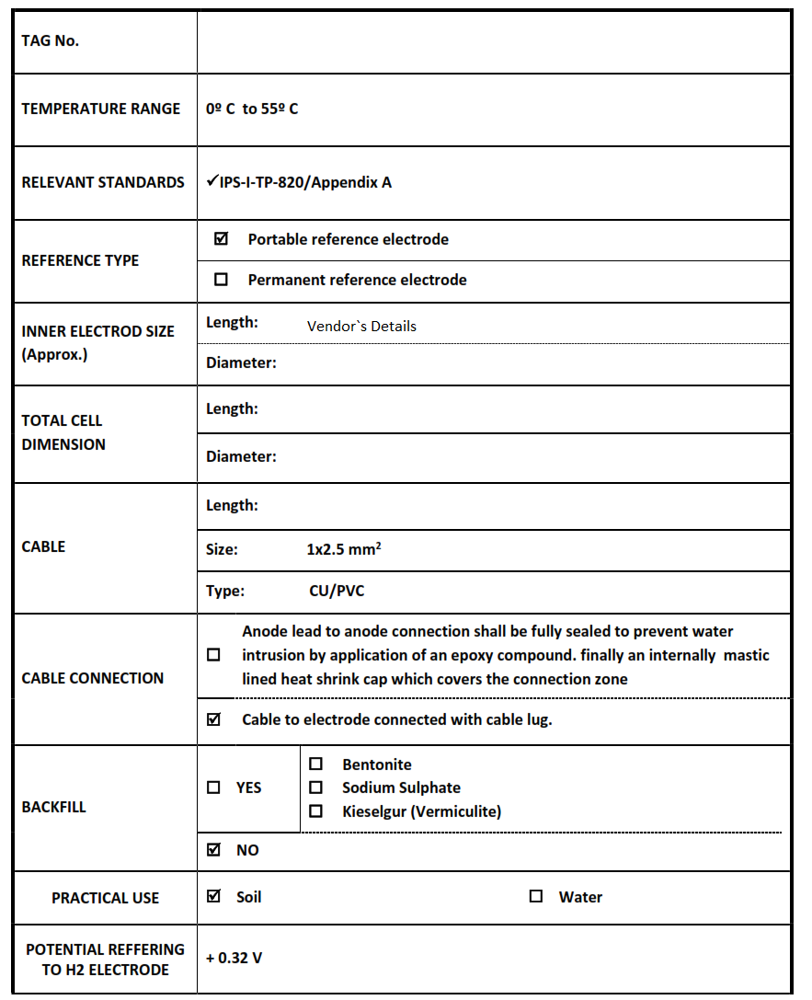 TAG No.
TEMPERATURE RANGE
0º C to 55º C
RELEVANT STANDARDS
✓IPS-I-TP-820/Appendix A
REFERENCE TYPE
☑ Portable reference electrode
☐ Permanent reference electrode
INNER ELECTROD SIZE
(Approx.)
Length: Vendor`s Details
Diameter:
TOTAL CELL
DIMENSION
Length:
Diameter:
CABLE
Length:
Size: 1x2.5 mm²
Type: CU/PVC
CABLE CONNECTION
☐ Anode lead to anode connection shall be fully sealed to prevent water
intrusion by application of an epoxy compound. finally an internally mastic
lined heat shrink cap which covers the connection zone
☑ Cable to electrode connected with cable lug.
BACKFILL
☐ YES
☐ Bentonite
☐ Sodium Sulphate
☐ Kieselgur (Vermiculite)
☑ NO
PRACTICAL USE
☑ Soil ☐ Water
POTENTIAL REFFERING
TO H2 ELECTRODE
+ 0.32 V